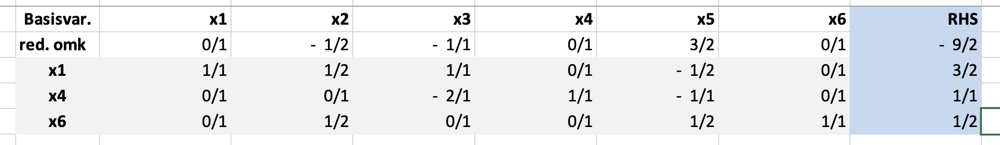 Basisvar. x1 x2 x3 x4 x5 x6 RHS
red. omk 0/1 - 1/2 - 1/1 0/1 3/2 0/1 - 9/2
x1 1/1 1/2 1/1 0/1 - 1/2 0/1 3/2
x4 0/1 0/1 - 2/1 1/1 - 1/1 0/1 1/1
x6 0/1 1/2 0/1 0/1 1/2 1/1 1/2